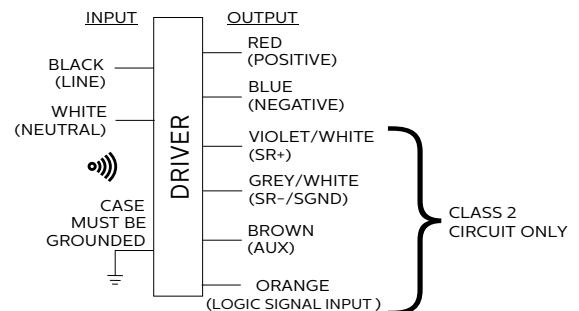 INPUT
OUTPUT
BLACK
(LINE)
WHITE
(NEUTRAL)
CASE
MUST BE
GROUNDED
DRIVER
RED
(POSITIVE)
BLUE
(NEGATIVE)
VIOLET/WHITE
(SR+)
GREY/WHITE
(SR-/SGND)
BROWN
(AUX)
ORANGE
(LOGIC SIGNAL INPUT )
CLASS 2
CIRCUIT ONLY